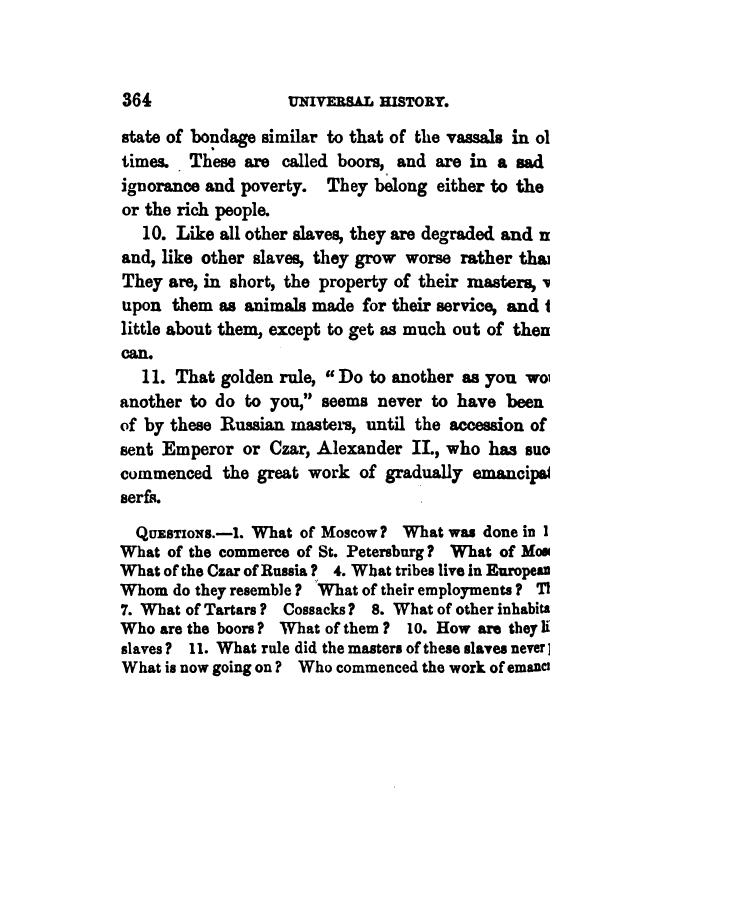 364 UNIVERSAL HISTORY.
state of bondage similar to that of the vassals in ol
times. These are called boors, and are in a sad
ignorance and poverty. They belong either to the
or the rich people.
10. Like all other slaves, they are degraded and
and, like other slaves, they grow worse rather
They are, in short, the property of their masters,
upon them as animals made for their service, and
little about them, except to get as much out of
can.
11. That golden rule, “Do to another as you
another to do to you,” seems never to have been
of by these Russian masters, until the accession of
sent Emperor or Czar, Alexander II., who has suc
commenced the great work of gradually
serfs.
QUESTIONS.—1. What of Moscow? What was done in
What of the commerce of St. Petersburg? What of
What of the Czar of Russia? 4. What tribes live in European
Whom do they resemble? What of their employments?
7. What of Tartars? Cossacks? 8. What of other inhabita
Who are the boors? What of them? 10. How are they li
slaves? 11. What rule did the masters of these slaves never
What is now going on? Who commenced the work of